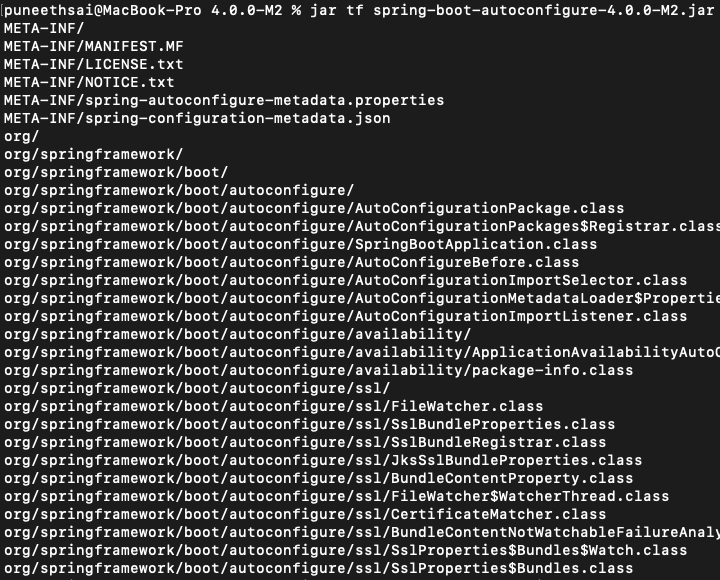 [puneethsai@MacBook-Pro 4.0.0-M2 % jar tf spring-boot-autoconfigure-4.0.0-M2.jar
META-INF/
META-INF/MANIFEST.MF
META-INF/LICENSE.txt
META-INF/NOTICE.txt
META-INF/spring-autoconfigure-metadata.properties
META-INF/spring-configuration-metadata.json
org/
org/springframework/
org/springframework/boot/
org/springframework/boot/autoconfigure/
org/springframework/boot/autoconfigure/AutoConfigurationPackage.class
org/springframework/boot/autoconfigure/AutoConfigurationPackages$Registrar.class
org/springframework/boot/autoconfigure/SpringBootApplication.class
org/springframework/boot/autoconfigure/AutoConfigureBefore.class
org/springframework/boot/autoconfigure/AutoConfigurationImportSelector.class
org/springframework/boot/autoconfigure/AutoConfigurationMetadataLoader$Propertie
org/springframework/boot/autoconfigure/AutoConfigurationImportListener.class
org/springframework/boot/autoconfigure/availability/
org/springframework/boot/autoconfigure/availability/ApplicationAvailabilityAutoC
org/springframework/boot/autoconfigure/availability/package-info.class
org/springframework/boot/autoconfigure/ssl/
org/springframework/boot/autoconfigure/ssl/FileWatcher.class
org/springframework/boot/autoconfigure/ssl/SslBundleProperties.class
org/springframework/boot/autoconfigure/ssl/SslBundleRegistrar.class
org/springframework/boot/autoconfigure/ssl/JksSslBundleProperties.class
org/springframework/boot/autoconfigure/ssl/BundleContentProperty.class
org/springframework/boot/autoconfigure/ssl/FileWatcher$WatcherThread.class
org/springframework/boot/autoconfigure/ssl/CertificateMatcher.class
org/springframework/boot/autoconfigure/ssl/BundleContentNotWatchableFailureAnaly
org/springframework/boot/autoconfigure/ssl/SslProperties$Bundles$Watch.class
org/springframework/boot/autoconfigure/ssl/SslProperties$Bundles.class